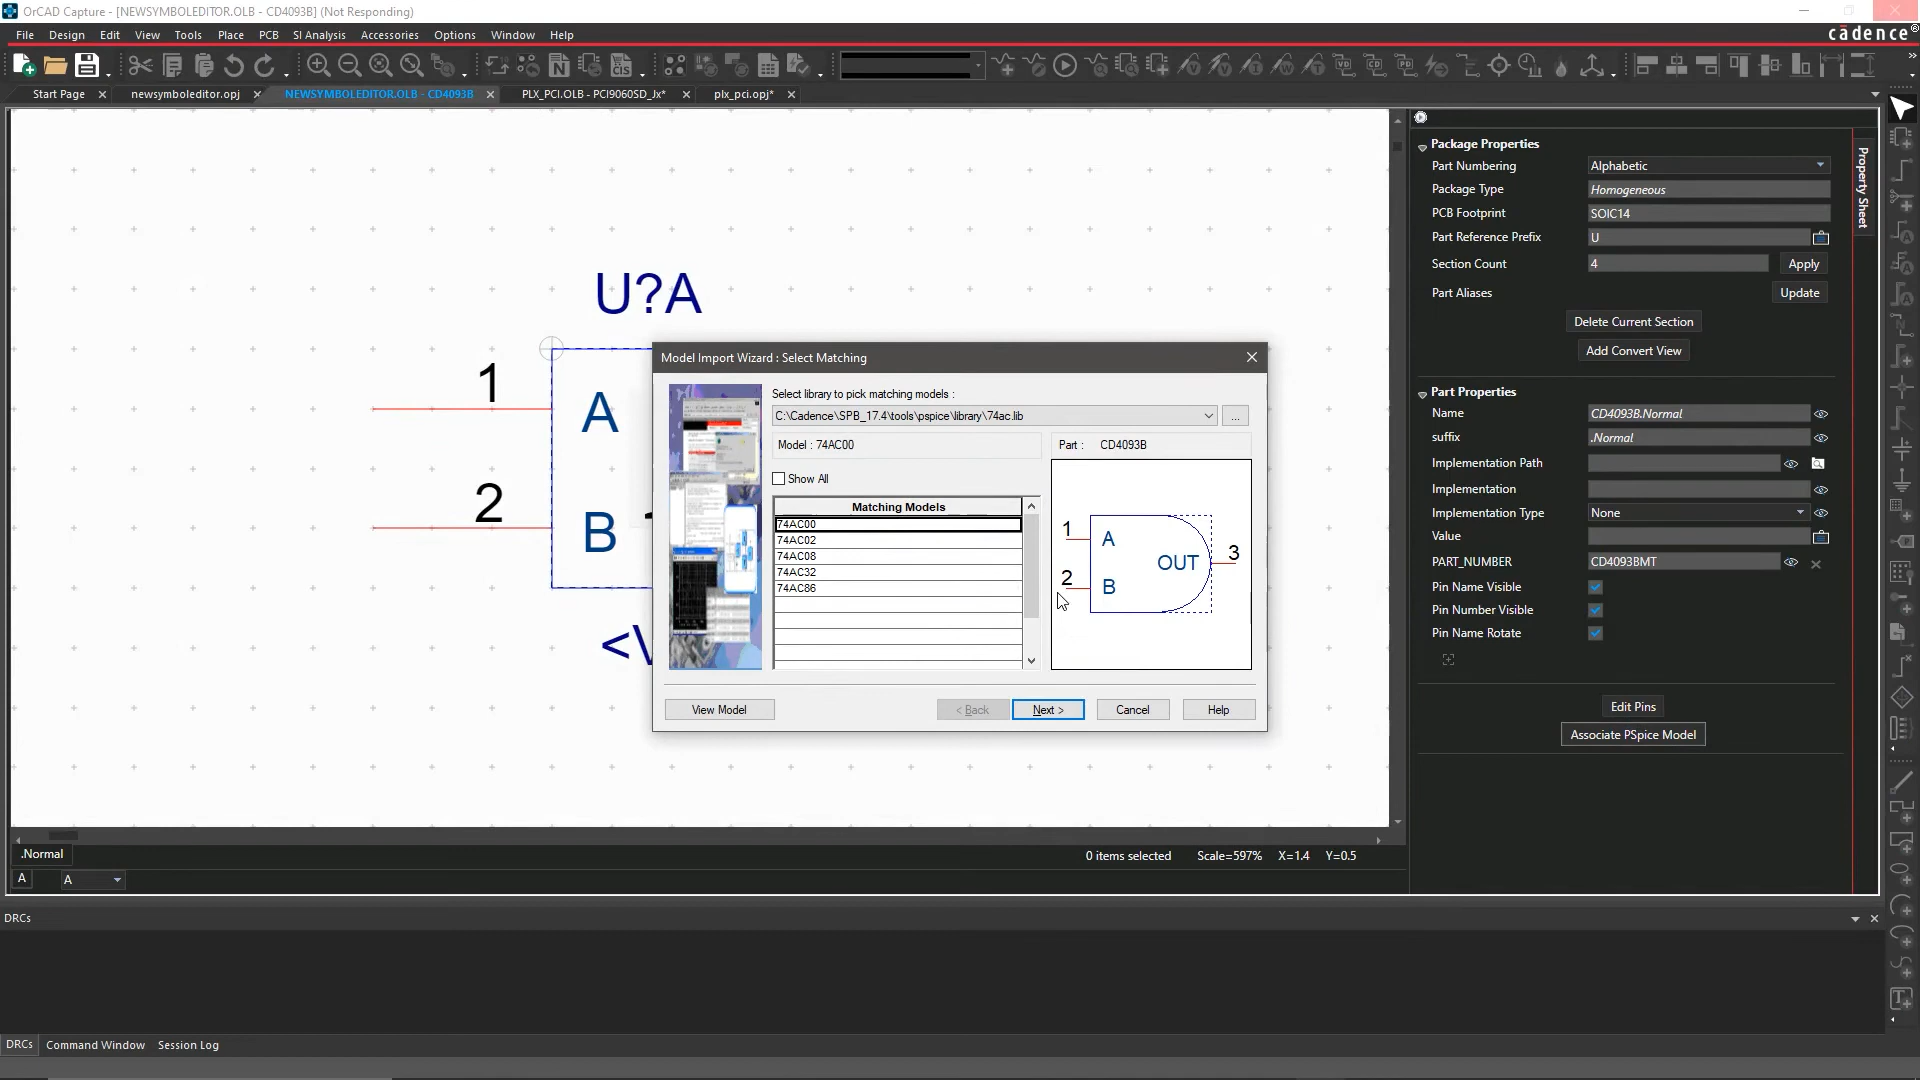 OrCAD Capture - [NEWSYMBOLEDITOR.OLB - CD4093B] (Not Responding)
File Design Edit View Tools Place PCB SI Analysis Accessories Options Window Help
cādence®
Start Page
newsymboleditor.opj
NEWSYMBOLEDITOR.OLB - CD4093B
PLX_PCI.OLB - PCI9060SD_Jx*
plx_pci.opj*
U?A
1
A
2
B
Model Import Wizard : Select Matching
Select library to pick matching models :
C:\Cadence\SPB_17.4\tools\pspice\library\74ac.lib
...
Model : 74AC00
Part : CD4093B
Show All
Matching Models
74AC00
74AC02
74AC08
74AC32
74AC86
1
A
OUT
3
2
B
View Model
< Back
Next >
Cancel
Help
Package Properties
Part Numbering Alphabetic
Package Type Homogeneous
PCB Footprint SOIC14
Part Reference Prefix U
Section Count 4 Apply
Part Aliases Update
Delete Current Section
Add Convert View
Part Properties
Name CD4093B.Normal
suffix .Normal
Implementation Path
Implementation
Implementation Type None
Value
PART_NUMBER CD4093BMT
Pin Name Visible
Pin Number Visible
Pin Name Rotate
Edit Pins
Associate PSpice Model
Property Sheet
.Normal
0 items selected Scale=597% X=1.4 Y=0.5
A A
DRCs
DRCs Command Window Session Log